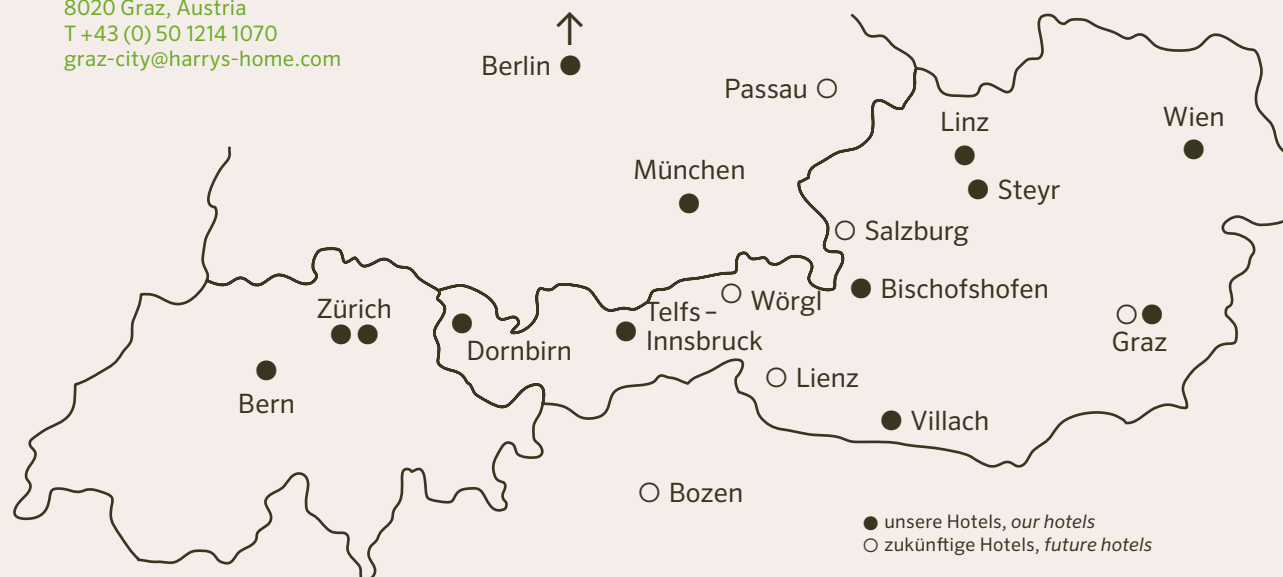 8020 Graz, Austria
T +43 (0) 50 1214 1070
graz-city@harrys-home.com
Berlin
Passau
Linz
Wien
München
Steyr
Salzburg
Bischofshofen
Wörgl
Zürich
Telfs –
Innsbruck
Dornbirn
Graz
Lienz
Bern
Villach
Bozen
unsere Hotels, our hotels
zukünftige Hotels, future hotels